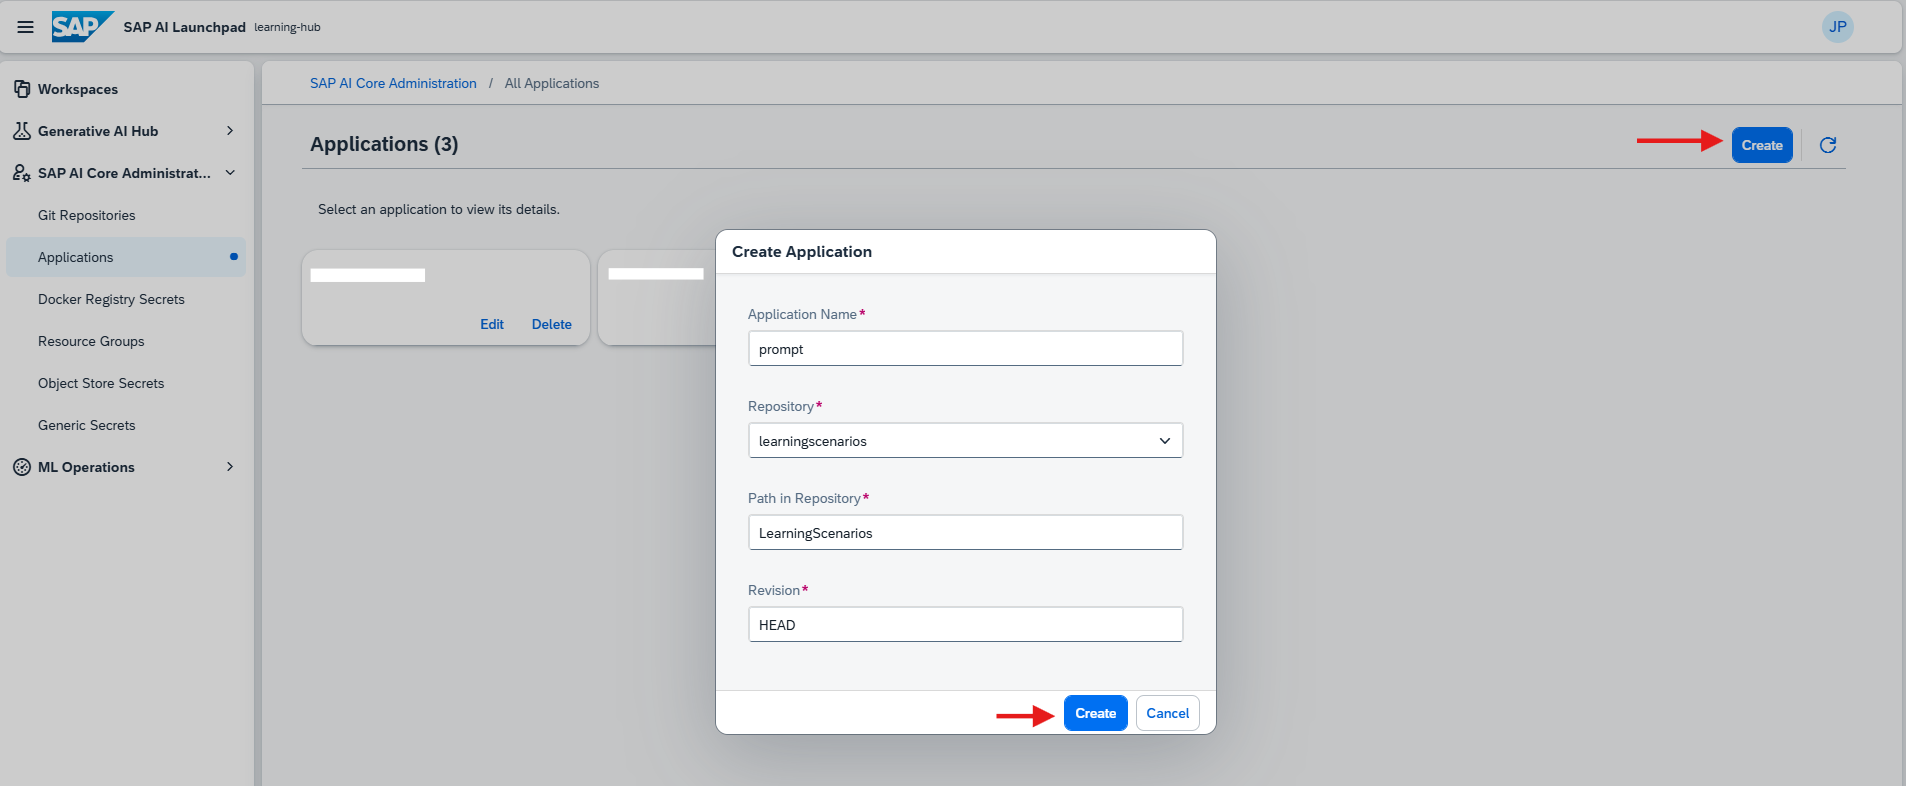 SAP SAP AI Launchpad learning-hub JP
Workspaces
Generative AI Hub
SAP AI Core Administrat...
Git Repositories
Applications
Docker Registry Secrets
Resource Groups
Object Store Secrets
Generic Secrets
ML Operations
SAP AI Core Administration / All Applications
Applications (3)
Create
Select an application to view its details.
Edit Delete
Create Application
Application Name*
prompt
Repository*
learningscenarios
Path in Repository*
LearningScenarios
Revision*
HEAD
Create Cancel